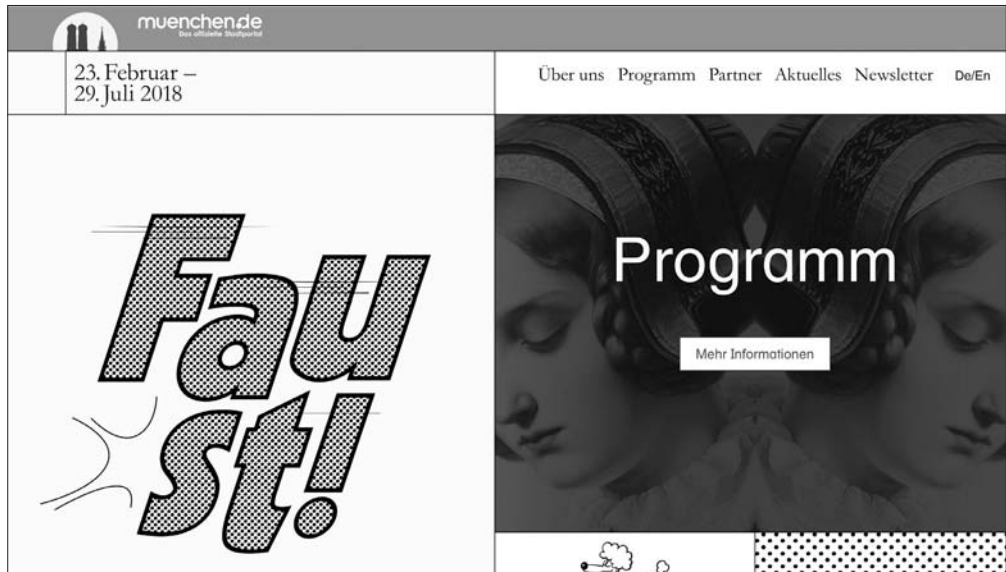 muenchen.de
Das offizielle Stadtportal
23. Februar –
29. Juli 2018
Über uns Programm Partner Aktuelles Newsletter De/En
Fau
st!
Programm
Mehr Informationen